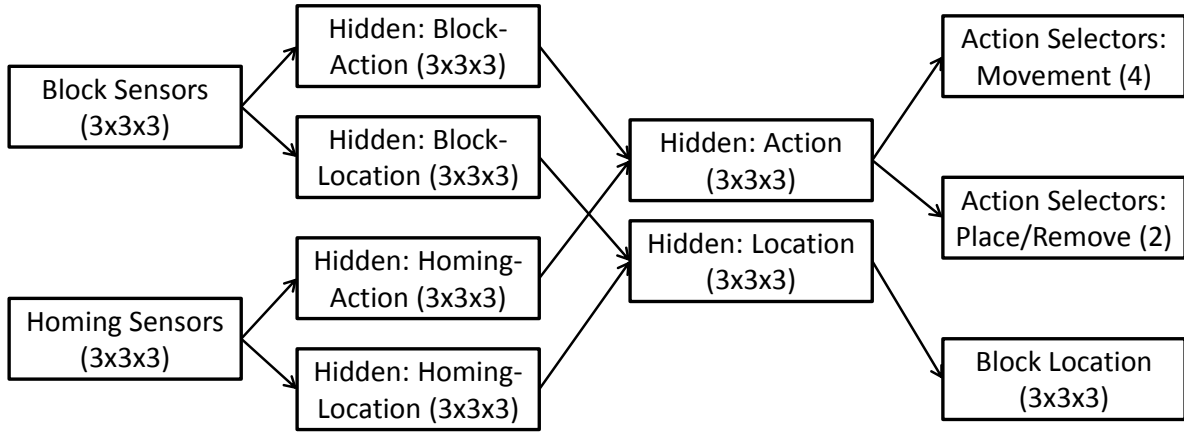 Block Sensors
(3x3x3)
Homing Sensors
(3x3x3)
Hidden: Block-
Action (3x3x3)
Hidden: Block-
Location (3x3x3)
Hidden: Homing-
Action (3x3x3)
Hidden: Homing-
Location (3x3x3)
Hidden: Action
(3x3x3)
Hidden: Location
(3x3x3)
Action Selectors:
Movement (4)
Action Selectors:
Place/Remove (2)
Block Location
(3x3x3)